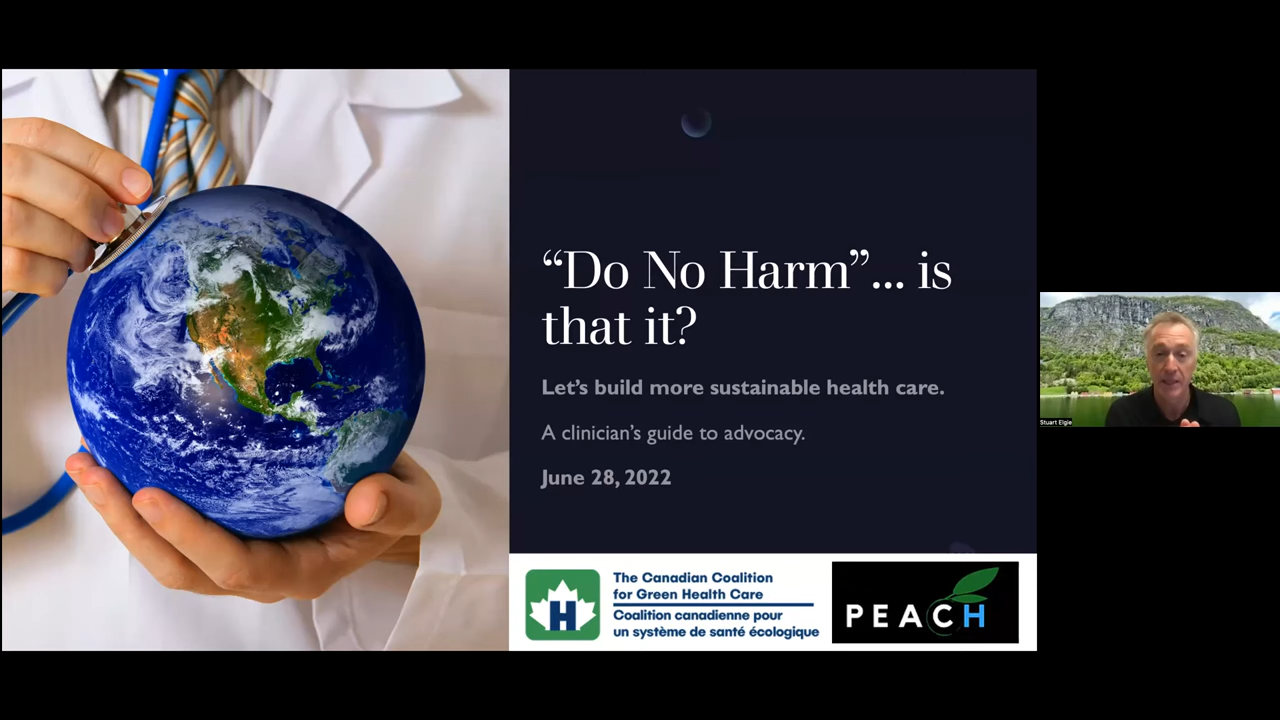 “Do No Harm”... is
that it?
Let’s build more sustainable health care.
A clinician’s guide to advocacy.
June 28, 2022
The Canadian Coalition
for Green Health Care
Coalition canadienne pour
un système de santé écologique
H
PEACH
Stuart Elgie